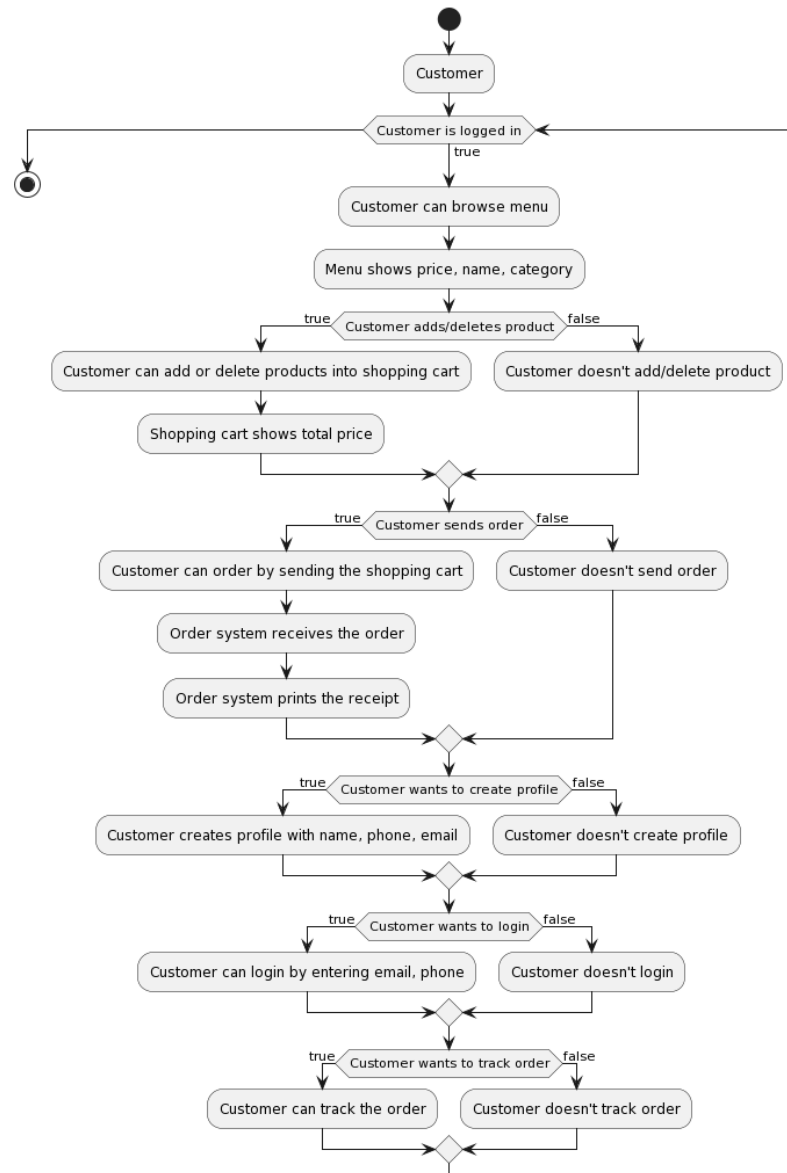 Customer
Customer is logged in
true
Customer can browse menu
Menu shows price, name, category
true
Customer adds/deletes product
false
Customer can add or delete products into shopping cart
Customer doesn't add/delete product
Shopping cart shows total price
true
Customer sends order
false
Customer can order by sending the shopping cart
Customer doesn't send order
Order system receives the order
Order system prints the receipt
true
Customer wants to create profile
false
Customer creates profile with name, phone, email
Customer doesn't create profile
true
Customer wants to login
false
Customer can login by entering email, phone
Customer doesn't login
true
Customer wants to track order
false
Customer can track the order
Customer doesn't track order